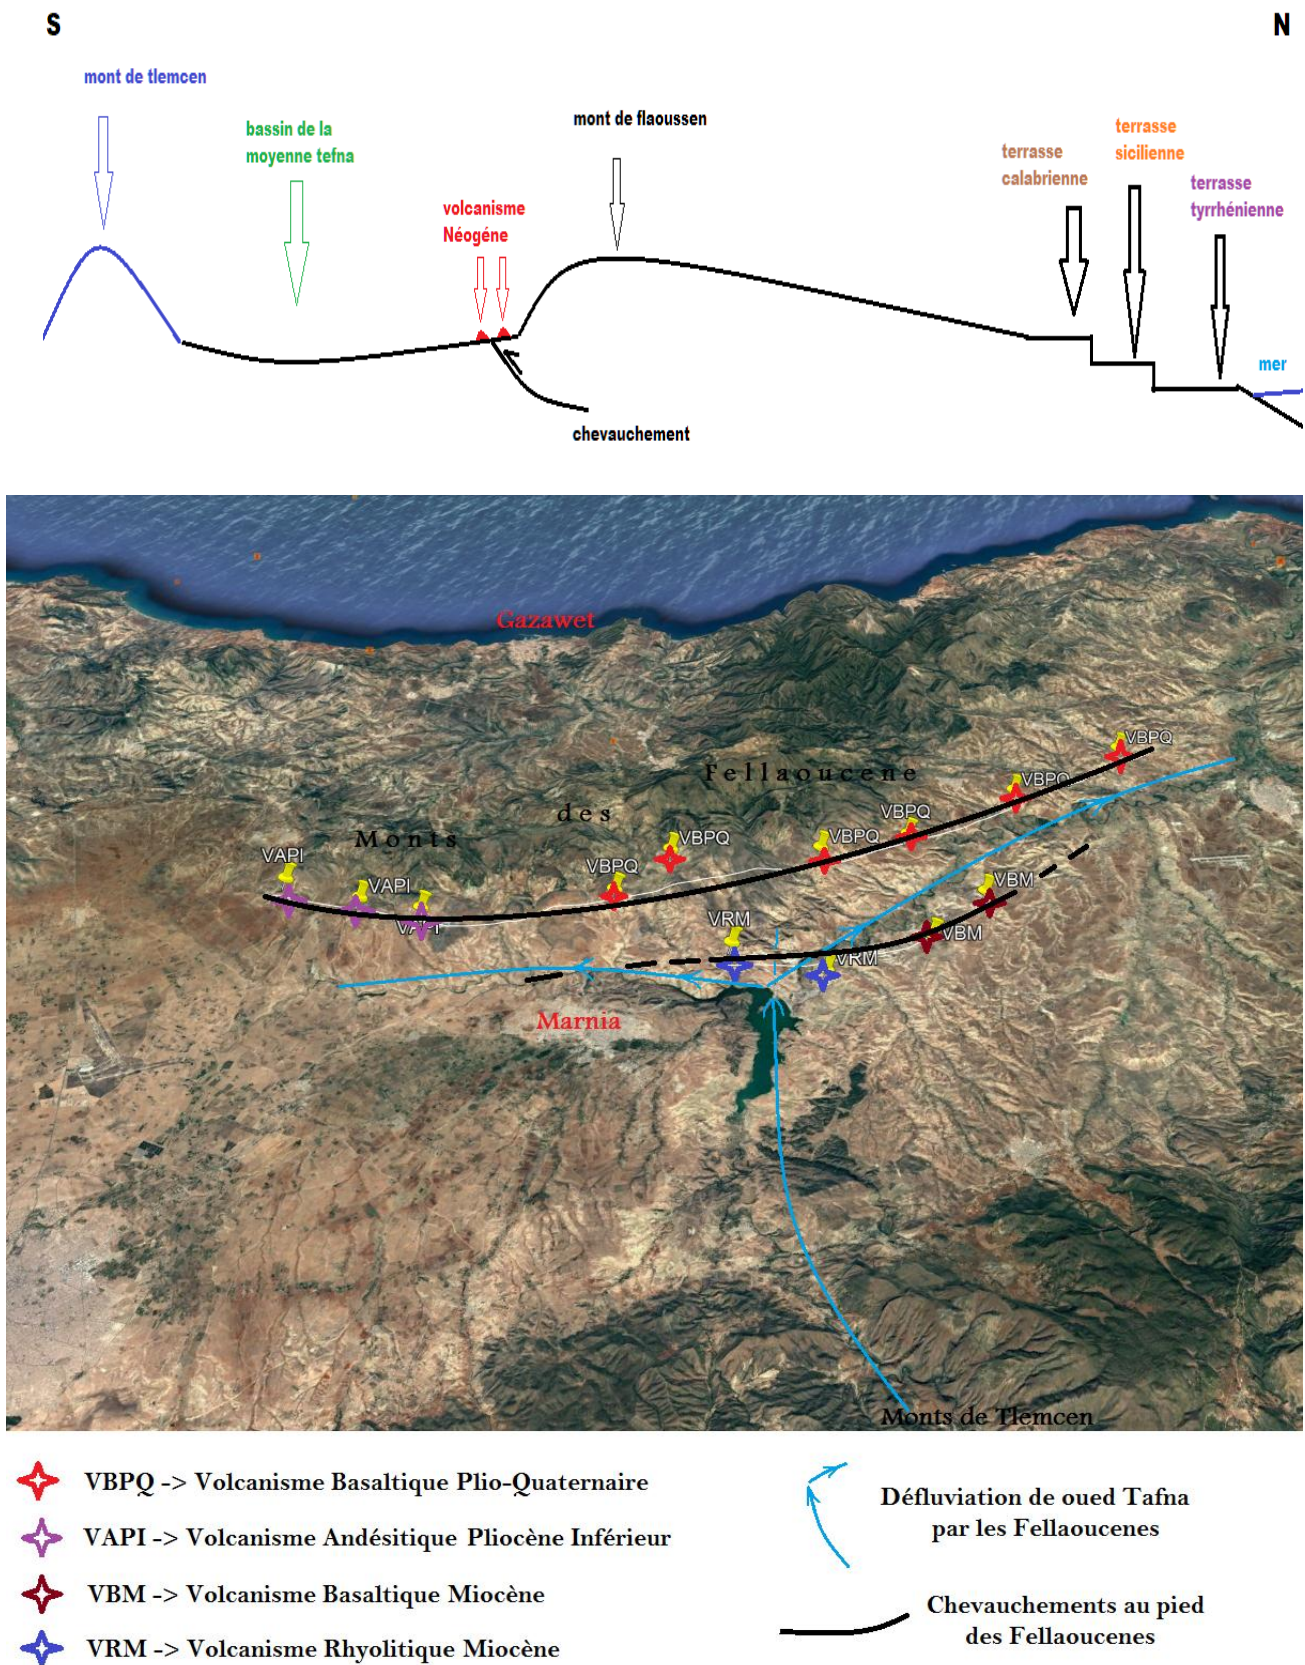 S
N
mont de tlemcen
bassin de la
moyenne tefna
volcanisme
Néogéne
mont de flaoussen
terrasse
calabrienne
terrasse
sicilienne
terrasse
tyrrhénienne
mer
chevauchement
Gazawet
VBPQ
Fellaoucene
VBPQ
des
VBPQ
Monts
VBPQ
VBPQ
VAPI
VBPQ
VAPI
VBM
VAPI
VRM
VBM
VRM
Marnia
Monts de Tlemcen
VBPQ -> Volcanisme Basaltique Plio-Quaternaire
VAPI -> Volcanisme Andésitique Pliocène Inférieur
VBM -> Volcanisme Basaltique Miocène
VRM -> Volcanisme Rhyolitique Miocène
Défluviation de oued Tafna
par les Fellaoucenes
Chevauchements au pied
des Fellaoucenes